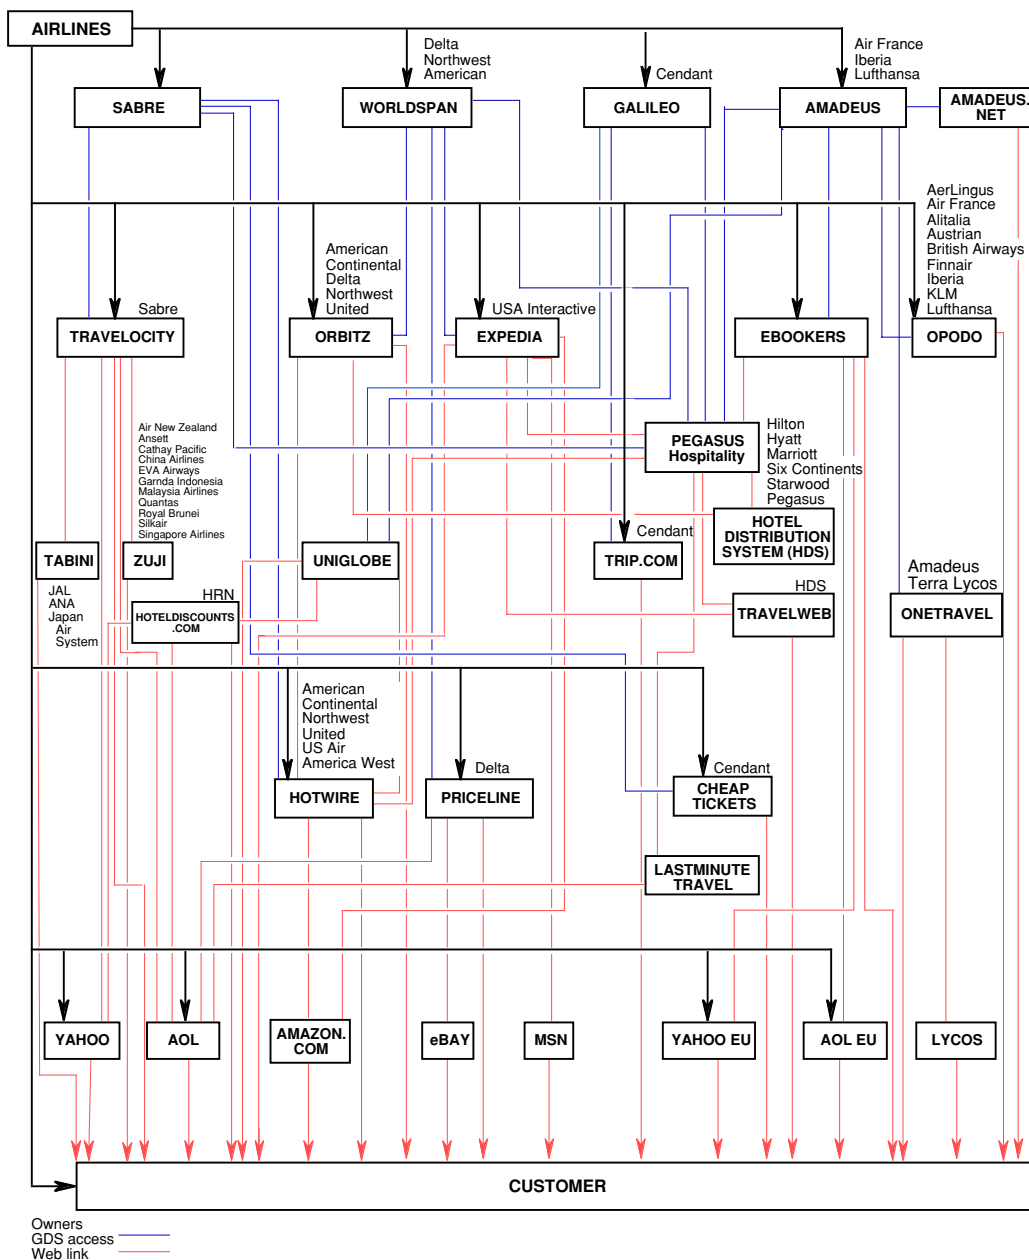 AIRLINES
Delta
Northwest
American
Cendant
Air France
Iberia
Lufthansa
SABRE
WORLDSPAN
GALILEO
AMADEUS
AMADEUS.
NET
AerLingus
Air France
Alitalia
Austrian
British Airways
Finnair
Iberia
KLM
Lufthansa
American
Continental
Delta
Northwest
United
Sabre
USA Interactive
TRAVELOCITY
ORBITZ
EXPEDIA
EBOOKERS
OPODO
Air New Zealand
Ansett
Cathay Pacific
China Airlines
EVA Airways
Garnda Indonesia
Malaysia Airlines
Quantas
Royal Brunei
Silkair
Singapore Airlines
PEGASUS
Hospitality
Hilton
Hyatt
Marriott
Six Continents
Starwood
Pegasus
HOTEL
DISTRIBUTION
SYSTEM (HDS)
Cendant
TABINI
ZUJI
UNIGLOBE
TRIP.COM
JAL
ANA
Japan
Air
System
HRN
HOTELDISCOUNTS
.COM
HDS
TRAVELWEB
Amadeus
Terra Lycos
ONETRAVEL
American
Continental
Northwest
United
US Air
America West
Delta
Cendant
HOTWIRE
PRICELINE
CHEAP
TICKETS
LASTMINUTE
TRAVEL
YAHOO
AOL
AMAZON.
COM
eBAY
MSN
YAHOO EU
AOL EU
LYCOS
CUSTOMER
Owners
GDS access
Web link